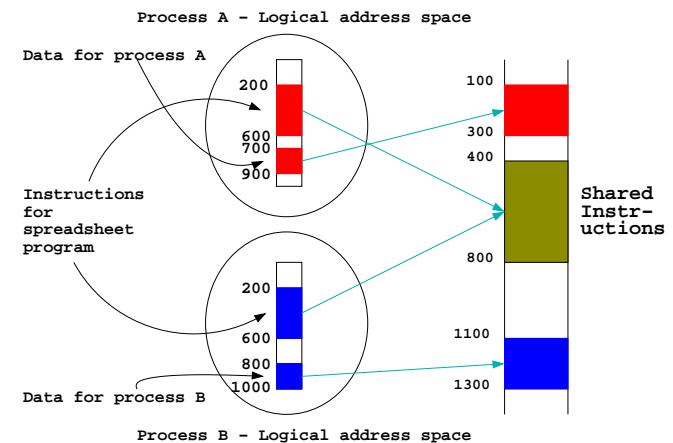 Process A - Logical address space
Data for process A
200
600
700
900
Instructions
for
spreadsheet
program
200
600
800
1000
Data for process B
Process B - Logical address space
100
300
400
800
1100
1300
Shared
Instr-
uctions